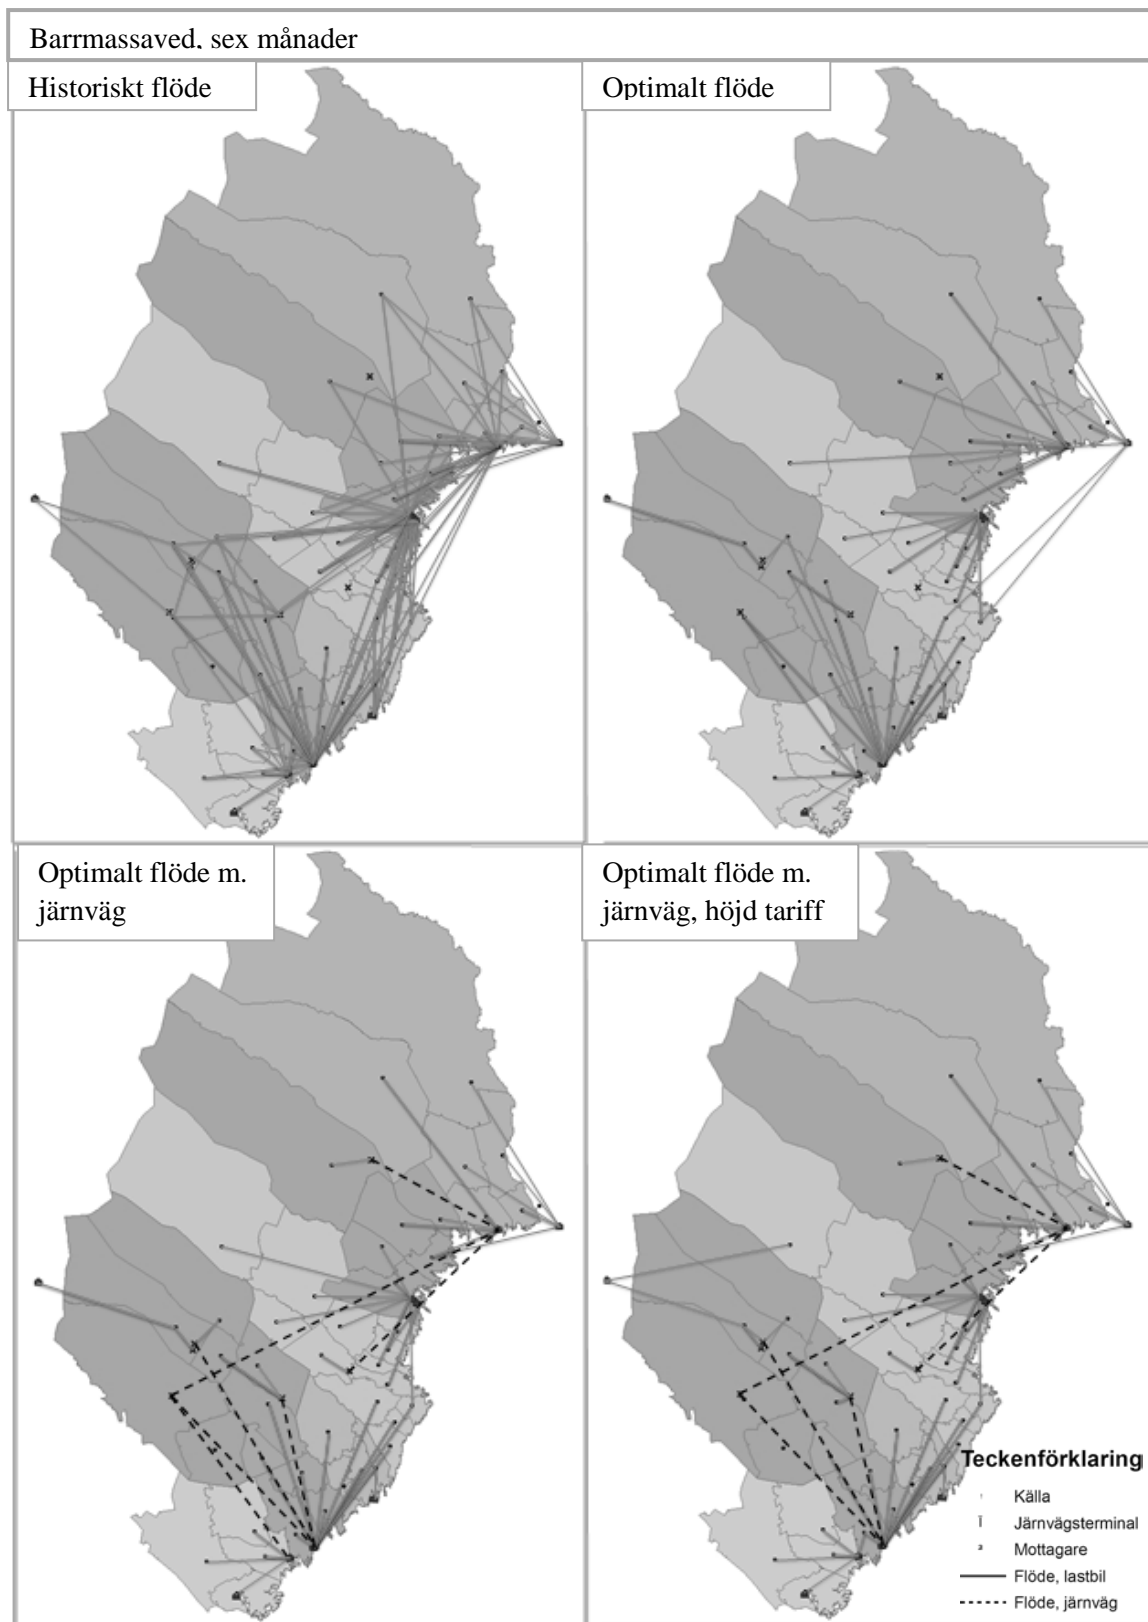 Barrmassaved, sex månader
Historiskt flöde
Optimalt flöde
Optimalt flöde m.
järnväg
Optimalt flöde m.
järnväg, höjd tariff
Teckenförklaring
Källa
Järnvägsterminal
Mottagare
Flöde, lastbil
Flöde, järnväg